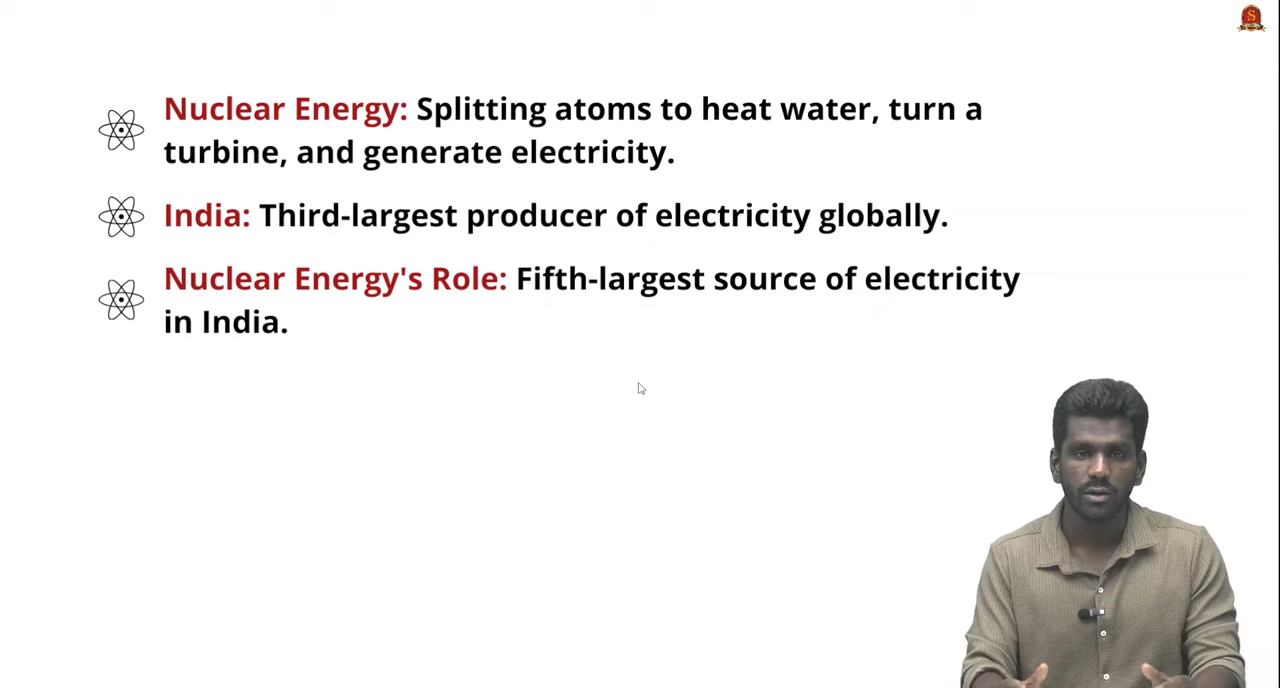 Nuclear Energy: Splitting atoms to heat water, turn a
turbine, and generate electricity.
India: Third-largest producer of electricity globally.
Nuclear Energy's Role: Fifth-largest source of electricity
in India.
S